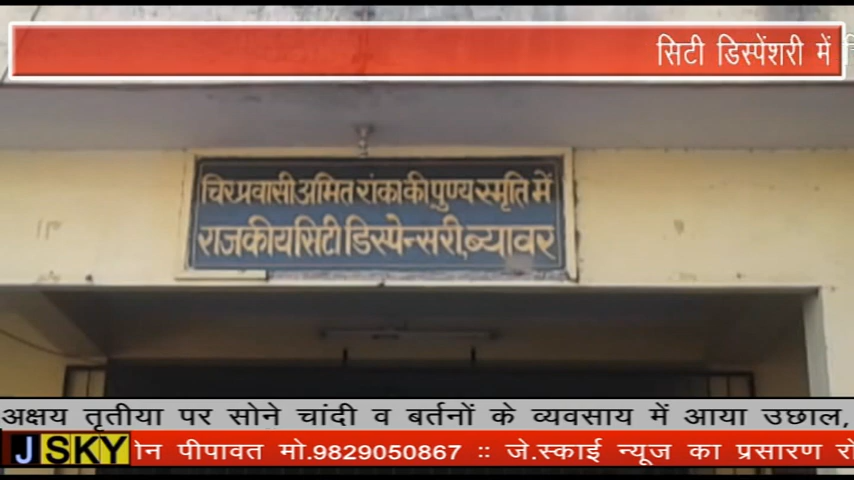 सिटी डिस्पेंशरी में
चिरप्रवासी अमित रांका की पुण्य स्मृति में
राजकीय सिटी डिस्पेन्सरी, ब्यावर
अक्षय तृतीया पर सोने चांदी व बर्तनों के व्यवसाय में आया उछाल,
J SKY
पीपावत मो.9829050867 :: जे.स्काई न्यूज का प्रसारण